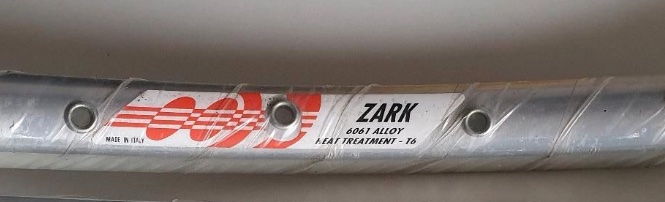 ZARK
6061 ALLOY
HEAT TREATMENT - T6
MADE IN ITALY